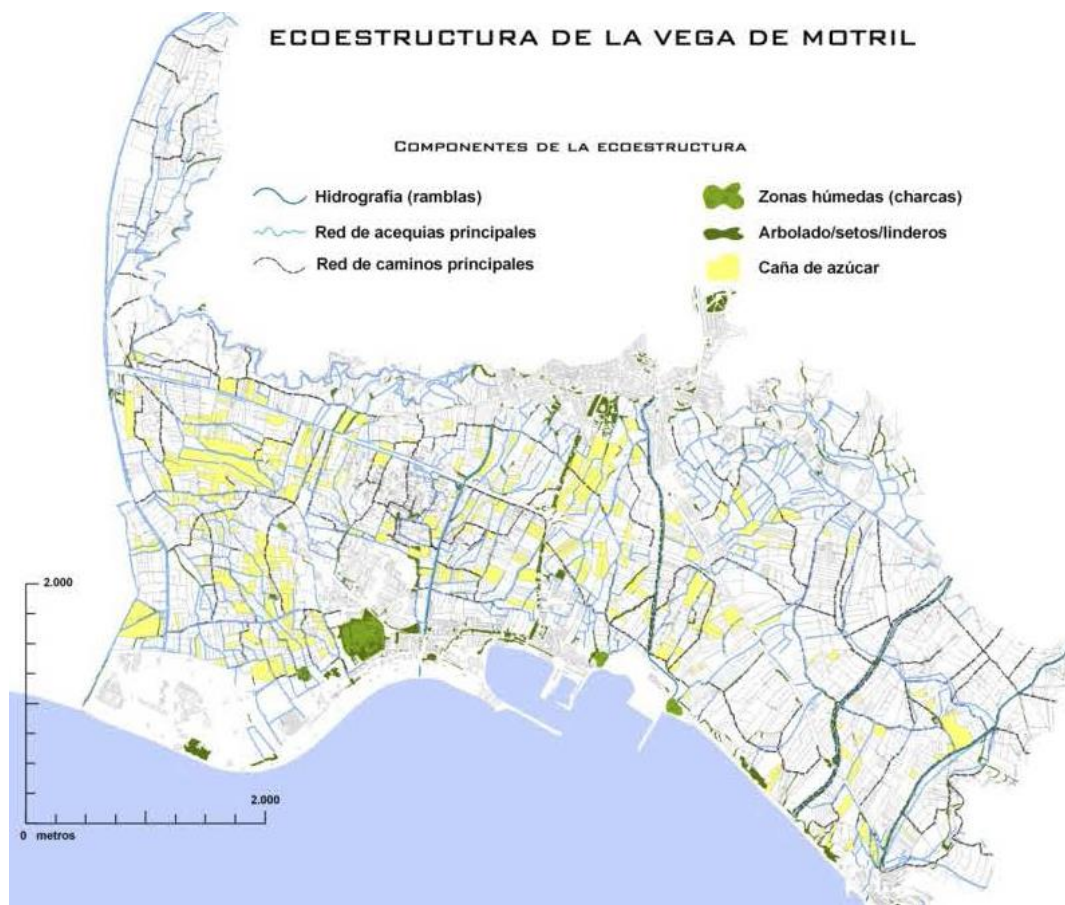 ECOESTRUCTURA DE LA VEGA DE MOTRIL
COMPONENTES DE LA ECOESTRUCTURA
Hidrografia (ramblas)
Red de acequias principales
Red de caminos principales
Zonas húmedas (charcas)
Arbolado/setos/linderos
Caña de azúcar
2.000
2.000
0 metros